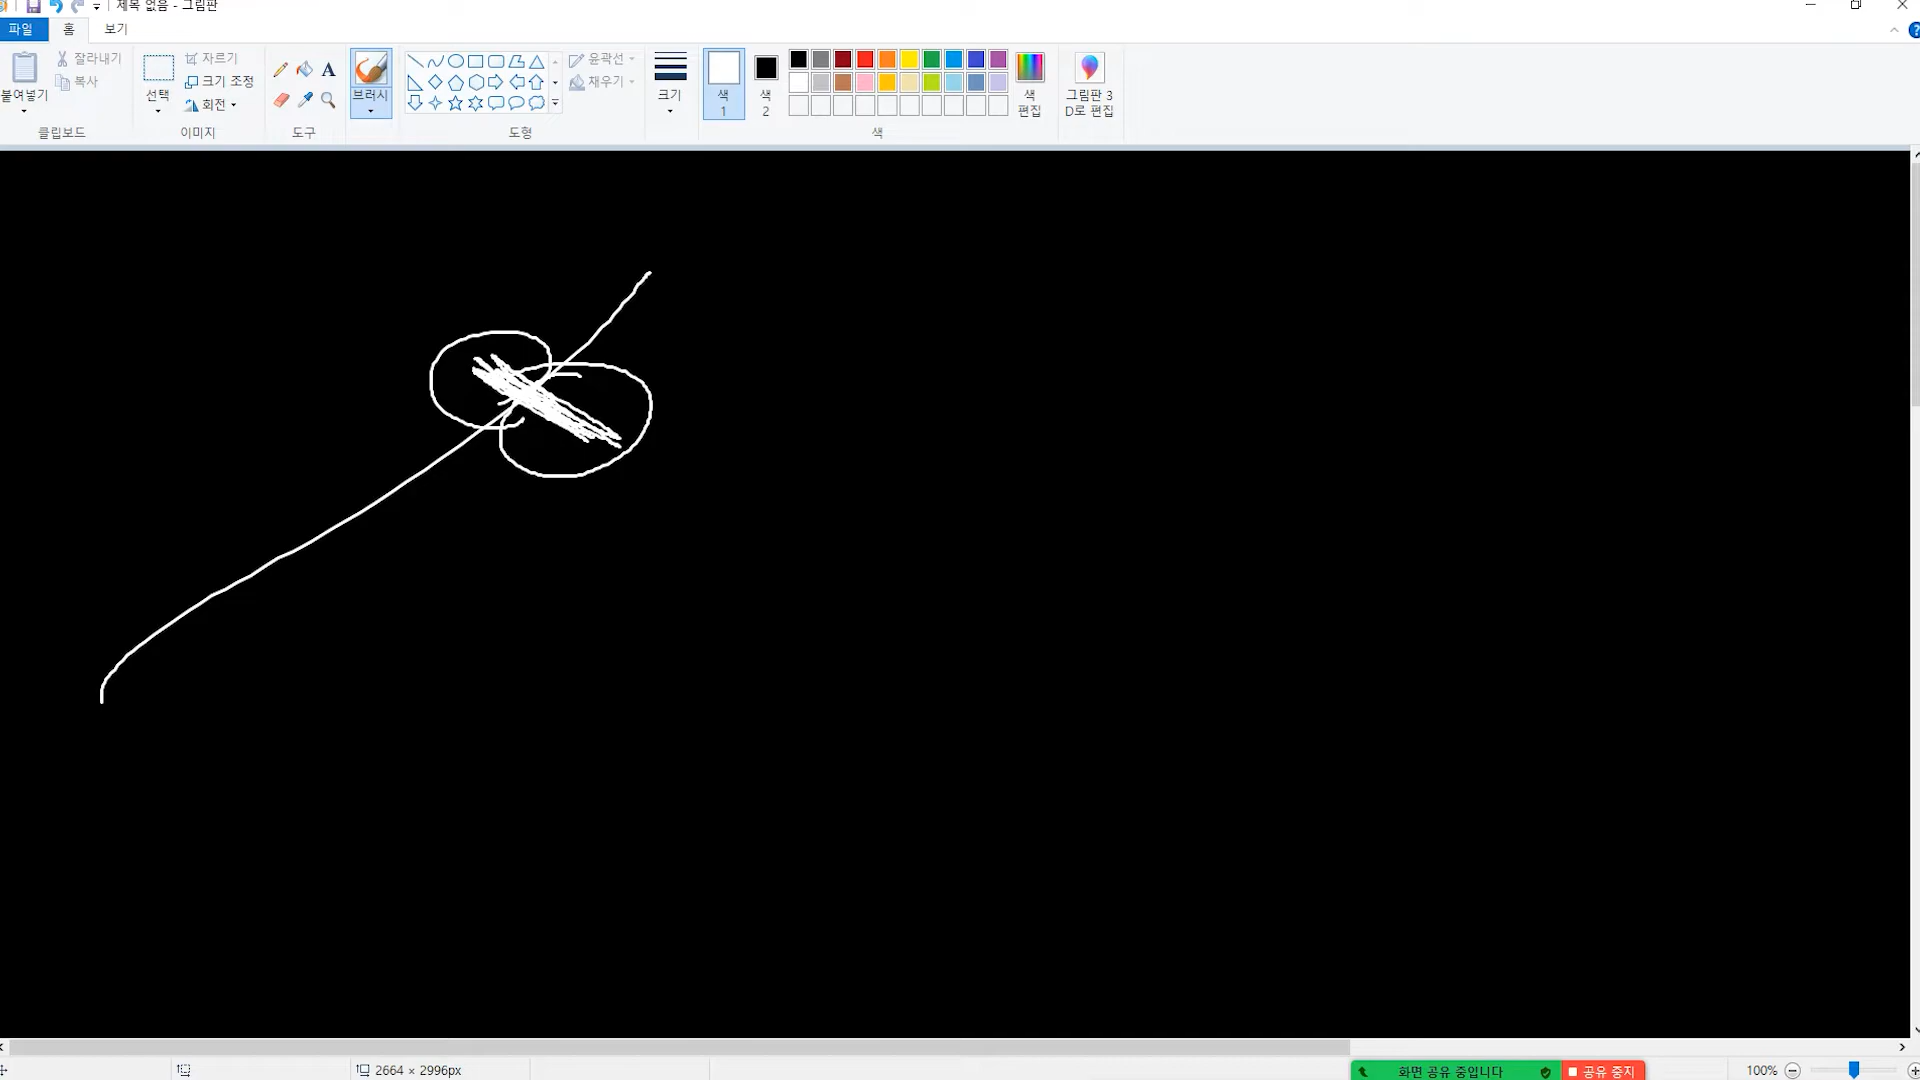 제목 없음 - 그림판
파일 홈 보기
붙여넣기
잘라내기
복사
클립보드
선택
자르기
크기 조정
회전
이미지
A
도구
브러시
윤곽선
채우기
도형
크기
색 1
색 2
색
색 편집
그림판 3D로 편집
2664 × 2996px
화면 공유 중입니다
공유 중지
100%